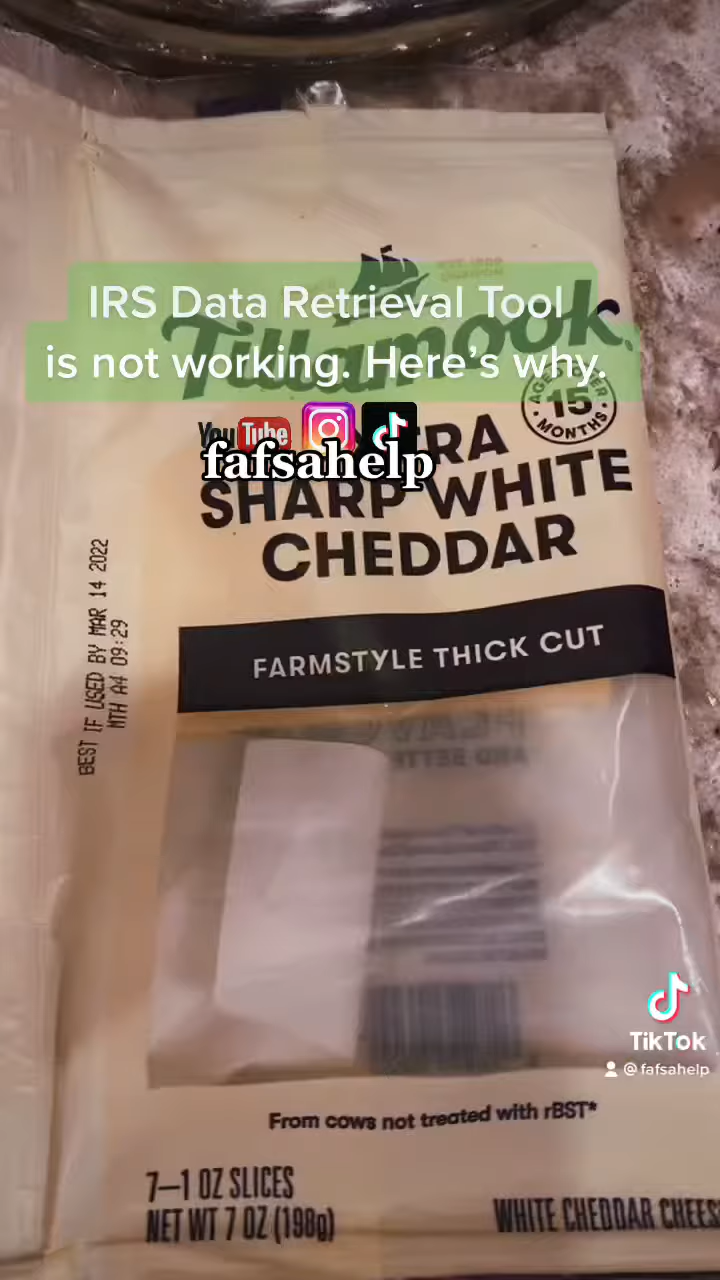 IRS Data Retrieval Tool
is not working. Here's why.
Tillamook
AGED OVER
15
MONTHS
YouTube
fafsahelp
SHARP WHITE
CHEDDAR
FARMSTYLE THICK CUT
BEST IF USED BY MAR 14 2022
MTH A4 09:29
TikTok
@fafsahelp
From cows not treated with rBST*
7–1 OZ SLICES
NET WT 7 OZ (198g)
WHITE CHEDDAR CHEES